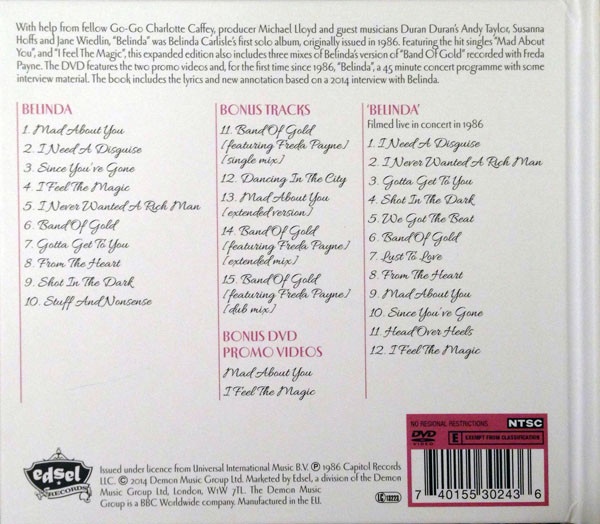 With help from fellow Go-Go Charlotte Caffey, producer Michael Lloyd and guest musicians Duran Duran's Andy Taylor, Susanna
Hoffs and Jane Wiedlin, "Belinda" was Belinda Carlisle's first solo album, originally issued in 1986. Featuring the hit singles "Mad About
You", and "I Feel The Magic", this expanded edition also includes three mixes of Belinda's version of "Band Of Gold" recorded with Freda
Payne. The DVD features the two promo videos and, for the first time since 1986, "Belinda", a 45 minute concert programme with some
interview material. The book includes the lyrics and new annotation based on a 2014 interview with Belinda.
BELINDA
1. Mad About You
2. I Need A Disguise
3. Since You've Gone
4. I Feel The Magic
5. I Never Wanted A Rich Man
6. Band Of Gold
7. Gotta Get To You
8. From The Heart
9. Shot In The Dark
10. Stuff And Nonsense
BONUS TRACKS
11. Band Of Gold
[featuring Freda Payne]
[single mix]
12. Dancing In The City
13. Mad About You
[extended version]
14. Band Of Gold
[featuring Freda Payne]
[extended mix]
15. Band Of Gold
[featuring Freda Payne]
[dub mix]
BONUS DVD
PROMO VIDEOS
Mad About You
I Feel The Magic
'BELINDA'
Filmed live in concert in 1986
1. I Need A Disguise
2. I Never Wanted A Rich Man
3. Gotta Get To You
4. Shot In The Dark
5. We Got The Beat
6. Band Of Gold
7. Lust To Love
8. From The Heart
9. Mad About You
10. Since You've Gone
11. Head Over Heels
12. I Feel The Magic
edsel
RECORDS
Issued under licence from Universal International Music B.V. ℗ 1986 Capitol Records
LLC. © 2014 Demon Music Group Ltd. Marketed by Edsel, a division of the Demon
Music Group Ltd, London, W1W 7TL. The Demon Music
Group is a BBC Worldwide company. Manufactured in the EU.
LC 13223
NO REGIONAL RESTRICTIONS NTSC
DVD VIDEO
E EXEMPT FROM CLASSIFICATION
7 40155 30243 6